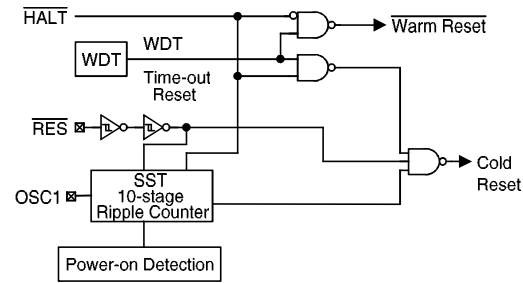 HALT
Warm Reset
WDT
WDT
Time-out
Reset
RES
Cold
Reset
OSC1
SST
10-stage
Ripple Counter
Power-on Detection